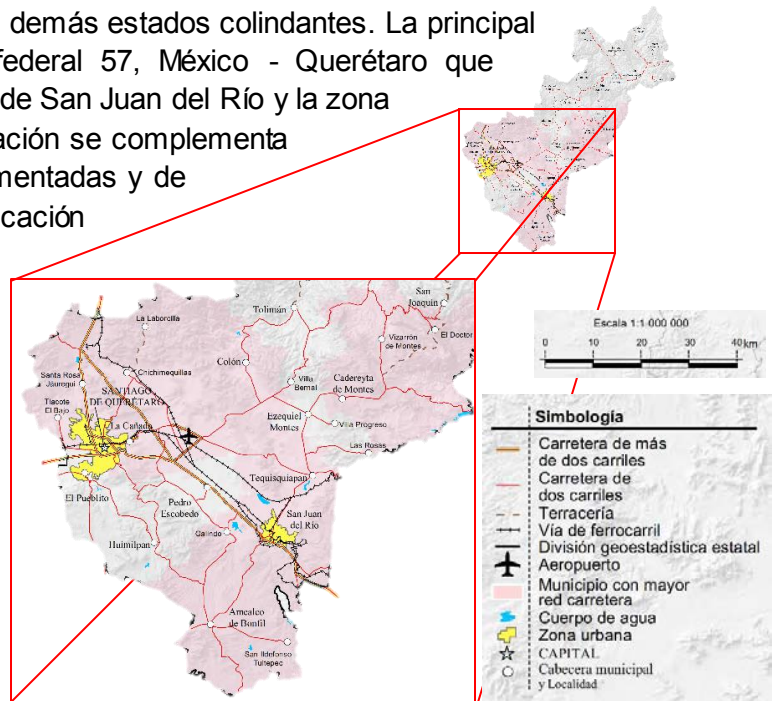 demás estados colindantes. La principal
federal 57, México - Querétaro que
de San Juan del Río y la zona
ación se complementa
mentadas y de
cación
San
Joaquin
Tolimán
La Laborcilla
Vizarrón
de Montes
El Doctor
Colón
Chichimequillas
Santa Rosa
Jáuregui
SANTIAGO
DE QUERÉTARO
Villa
Bernal
Cadereyta
de Montes
Tlacote
El Bajo
La Cañada
Ezequiel
Montes
Villa Progreso
Las Rosas
Tequisquiapan
El Pueblito
Pedro
Escobedo
San Juan
del Río
Galindo
Huimilpan
Amealco
de Bonfil
San Ildefonso
Tultepec
Escala 1:1 000 000
0 10 20 30 40 km
Simbología
Carretera de más
de dos carriles
Carretera de
dos carriles
Terracería
Vía de ferrocarril
División geoestadística estatal
Aeropuerto
Municipio con mayor
red carretera
Cuerpo de agua
Zona urbana
CAPITAL
Cabecera municipal
y Localidad